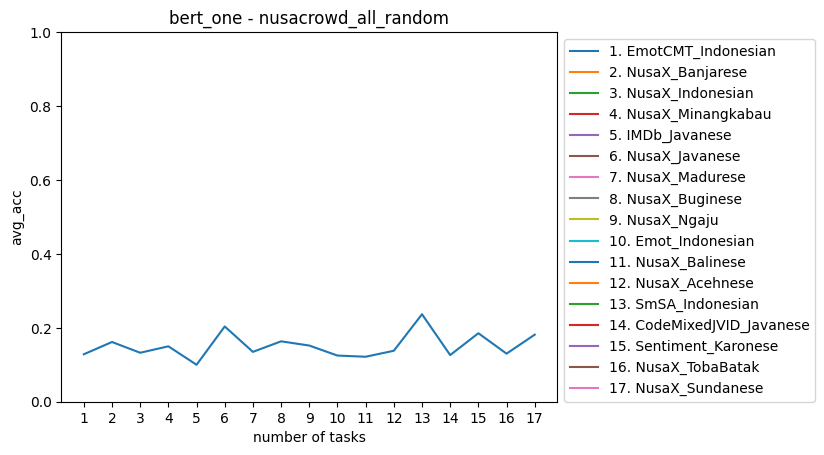 bert_one - nusacrowd_all_random
1.0
0.8
0.6
0.4
0.2
0.0
avg_acc
1 2 3 4 5 6 7 8 9 10 11 12 13 14 15 16 17
number of tasks
1. EmotCMT_Indonesian
2. NusaX_Banjarese
3. NusaX_Indonesian
4. NusaX_Minangkabau
5. IMDb_Javanese
6. NusaX_Javanese
7. NusaX_Madurese
8. NusaX_Buginese
9. NusaX_Ngaju
10. Emot_Indonesian
11. NusaX_Balinese
12. NusaX_Acehnese
13. SmSA_Indonesian
14. CodeMixedJVID_Javanese
15. Sentiment_Karonese
16. NusaX_TobaBatak
17. NusaX_Sundanese